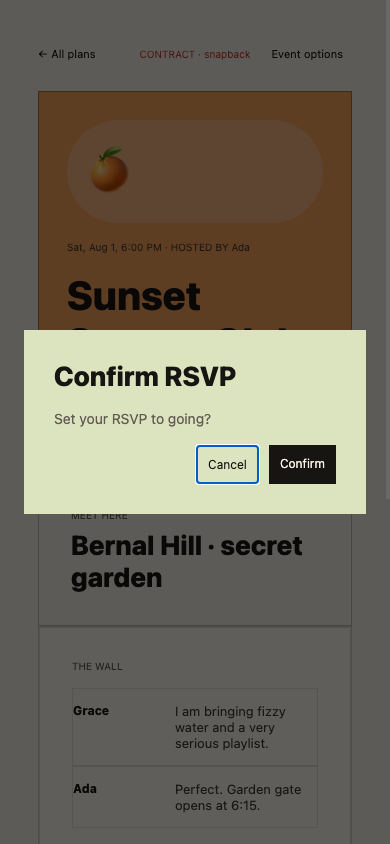 ← All plans
CONTRACT · snapback
Event options
Sat, Aug 1, 6:00 PM · HOSTED BY Ada
Sunset
Confirm RSVP
Set your RSVP to going?
Cancel
Confirm
MEET HERE
Bernal Hill · secret
garden
THE WALL
Grace
I am bringing fizzy
water and a very
serious playlist.
Ada
Perfect. Garden gate
opens at 6:15.